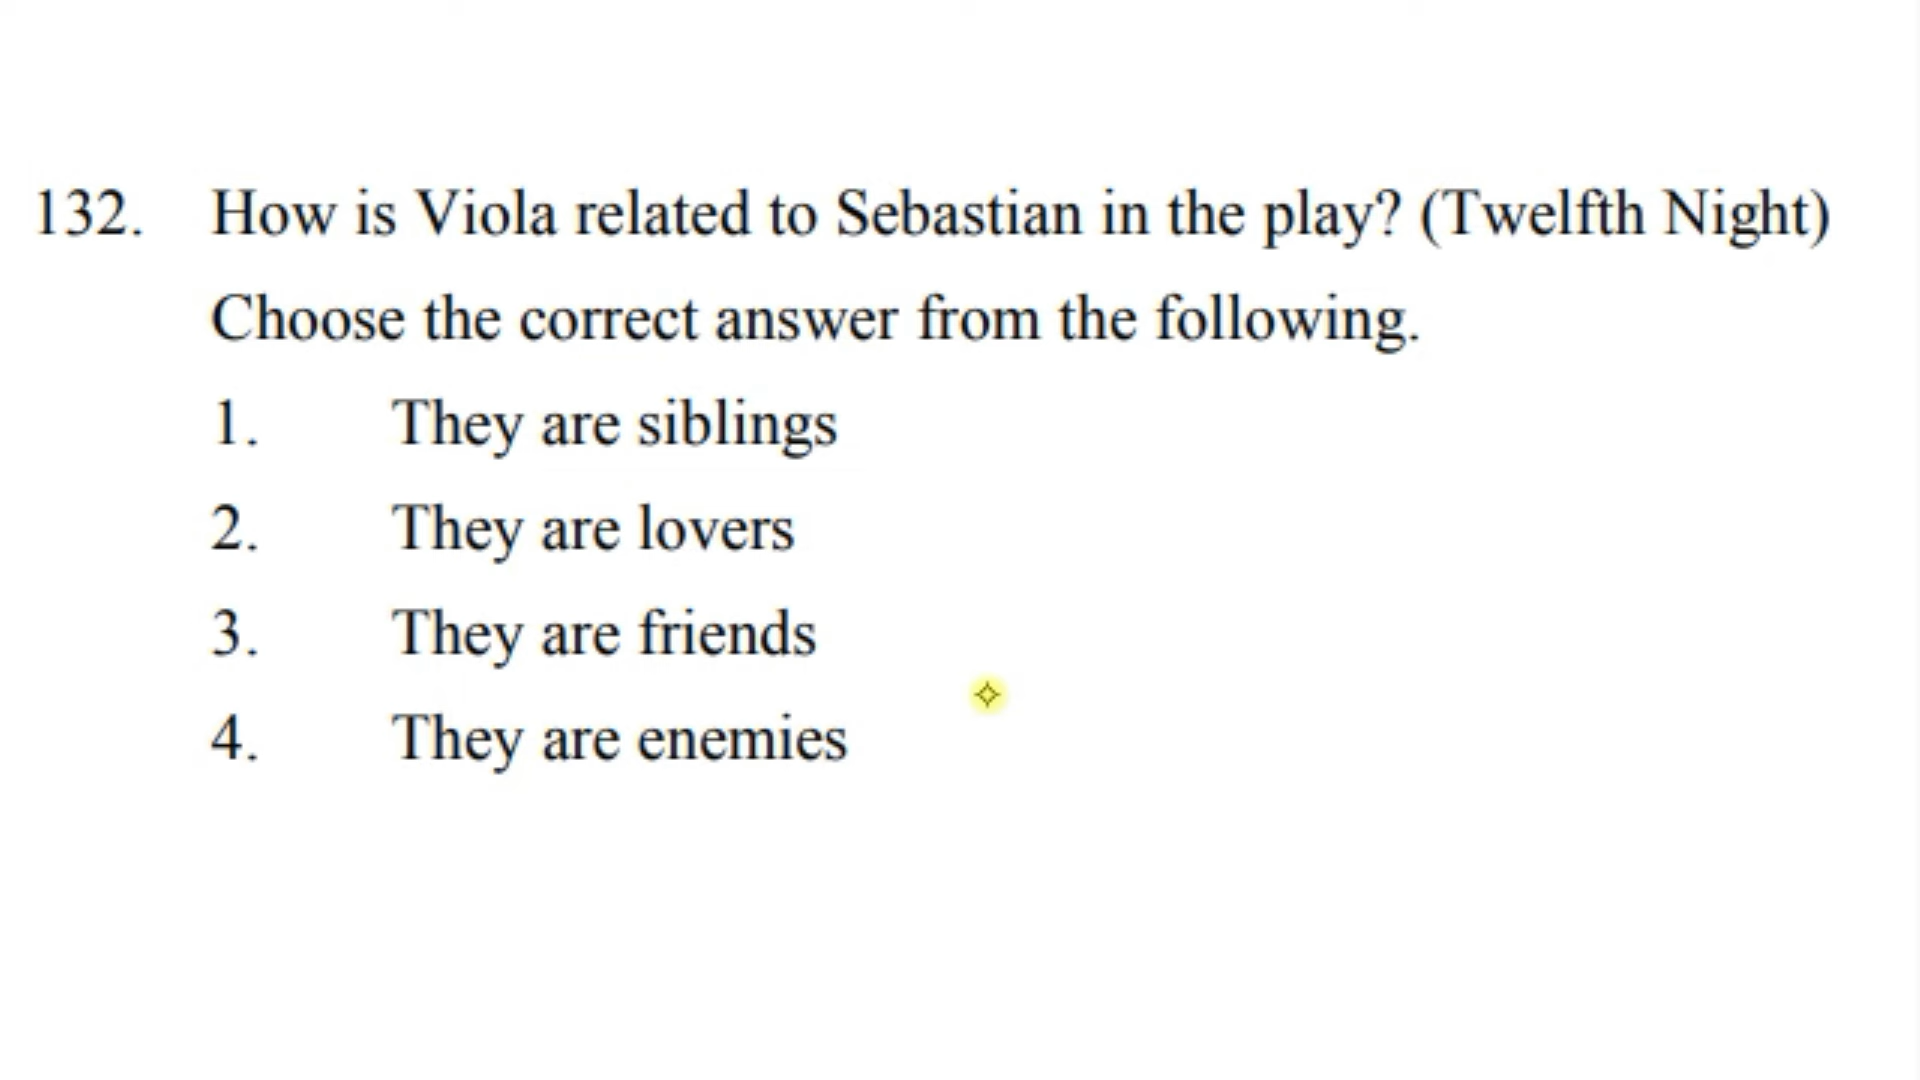 132. How is Viola related to Sebastian in the play? (Twelfth Night)
Choose the correct answer from the following.
1. They are siblings
2. They are lovers
3. They are friends
4. They are enemies